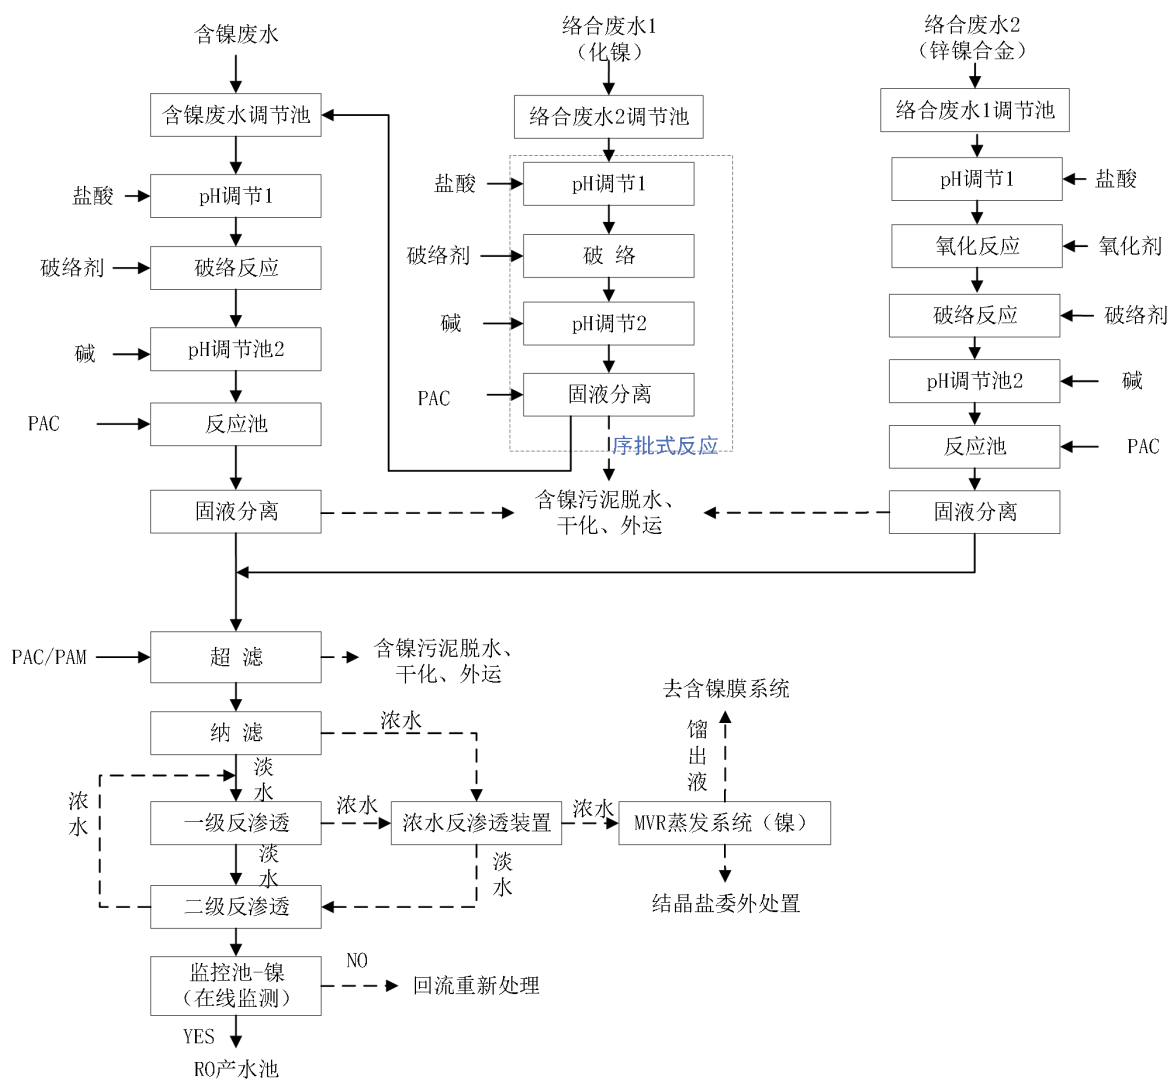 含镍废水
含镍废水调节池
盐酸
pH调节1
破络剂
破络反应
碱
pH调节池2
PAC
反应池
固液分离
络合废水1
（化镍）
络合废水2调节池
盐酸
pH调节1
破络剂
破 络
碱
pH调节2
PAC
固液分离
序批式反应
含镍污泥脱水、
干化、外运
络合废水2
（锌镍合金）
络合废水1调节池
pH调节1
盐酸
氧化反应
氧化剂
破络反应
破络剂
pH调节池2
碱
反应池
PAC
固液分离
PAC/PAM
超 滤
含镍污泥脱水、
干化、外运
纳 滤
浓水
淡
水
浓
水
一级反渗透
浓水
浓水反渗透装置
浓水
MVR蒸发系统（镍）
馏
出
液
去含镍膜系统
结晶盐委外处置
淡
水
淡
水
二级反渗透
监控池-镍
（在线监测）
NO
回流重新处理
YES
RO产水池